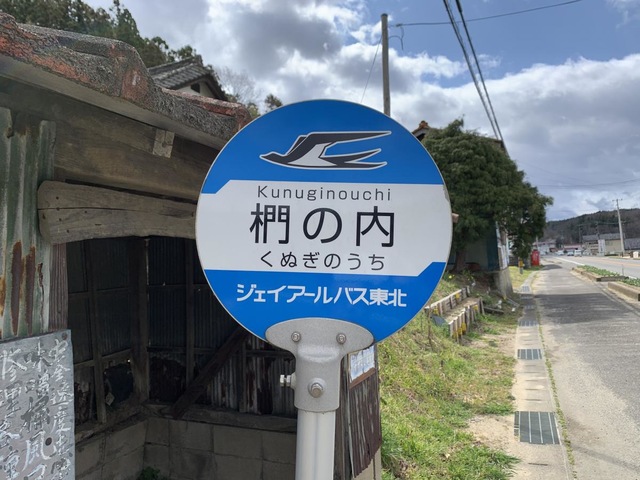 Kunuginouchi
椚の内
くぬぎのうち
ジェイアールバス東北